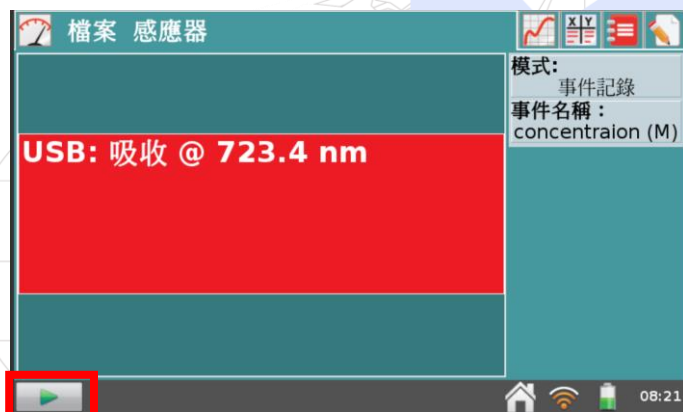 檔案 感應器
模式:
事件記錄
事件名稱：
concentraion (M)
USB: 吸收 @ 723.4 nm
X Y
08:21